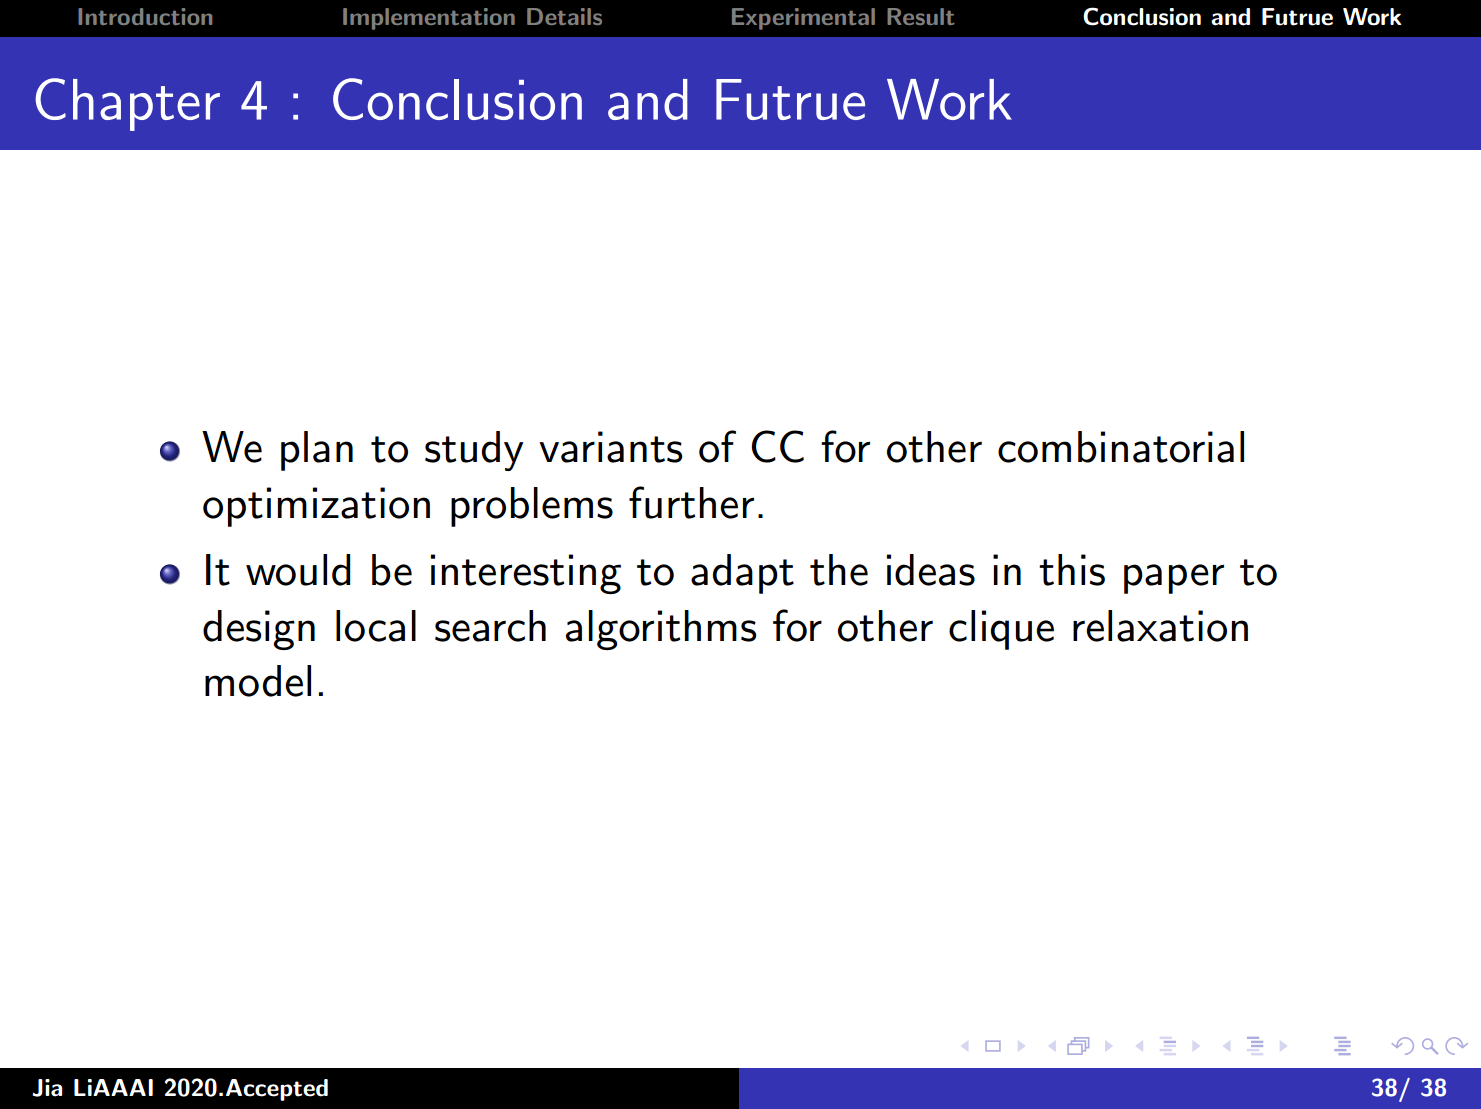 Introduction Implementation Details Experimental Result Conclusion and Futrue Work
Chapter 4 : Conclusion and Futrue Work
We plan to study variants of CC for other combinatorial
optimization problems further.
It would be interesting to adapt the ideas in this paper to
design local search algorithms for other clique relaxation
model.
Jia LiAAAI 2020.Accepted 38/ 38